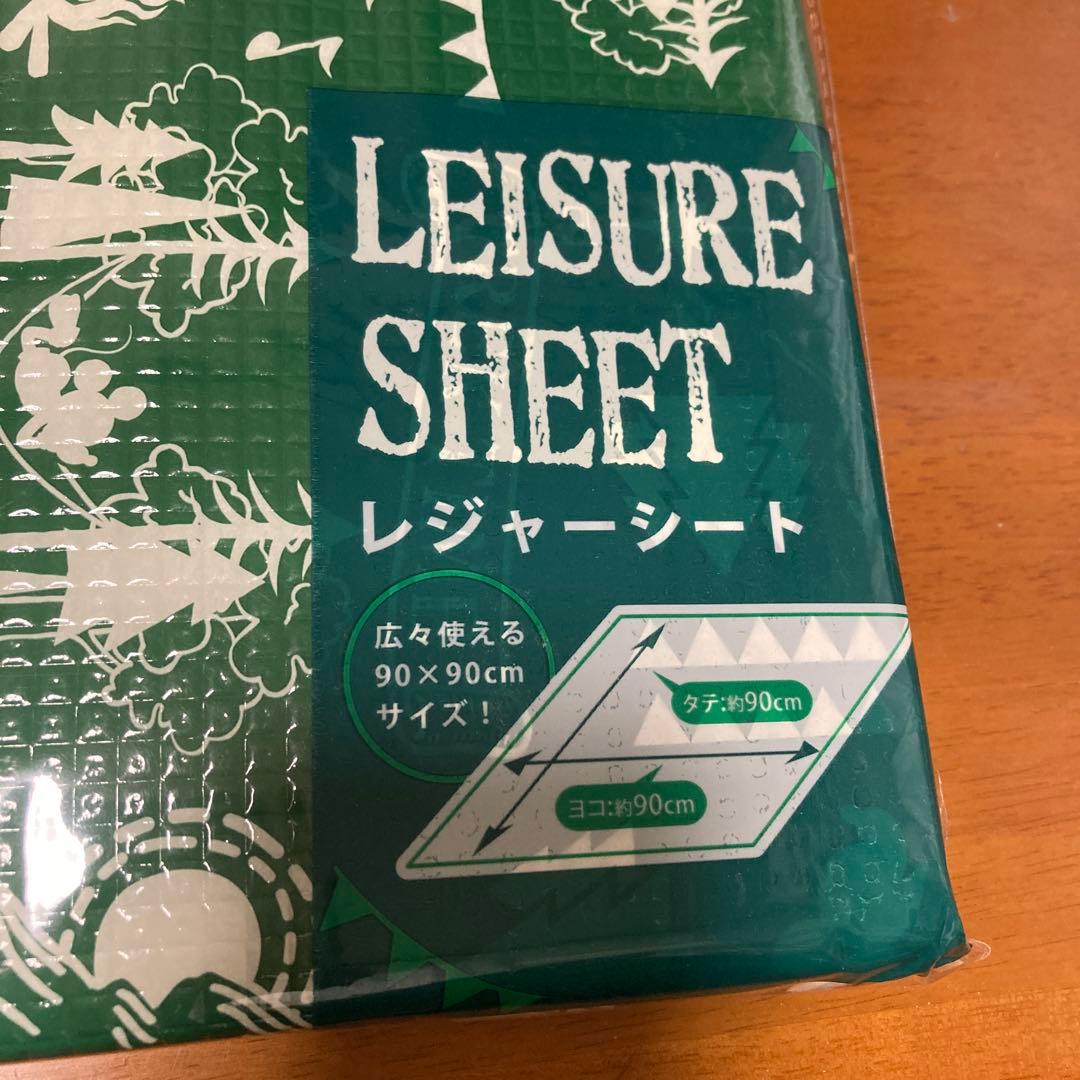 LEISURE
SHEET
レジャーシート
広々使える
90×90cm
サイズ！
タテ:約90cm
ヨコ:約90cm